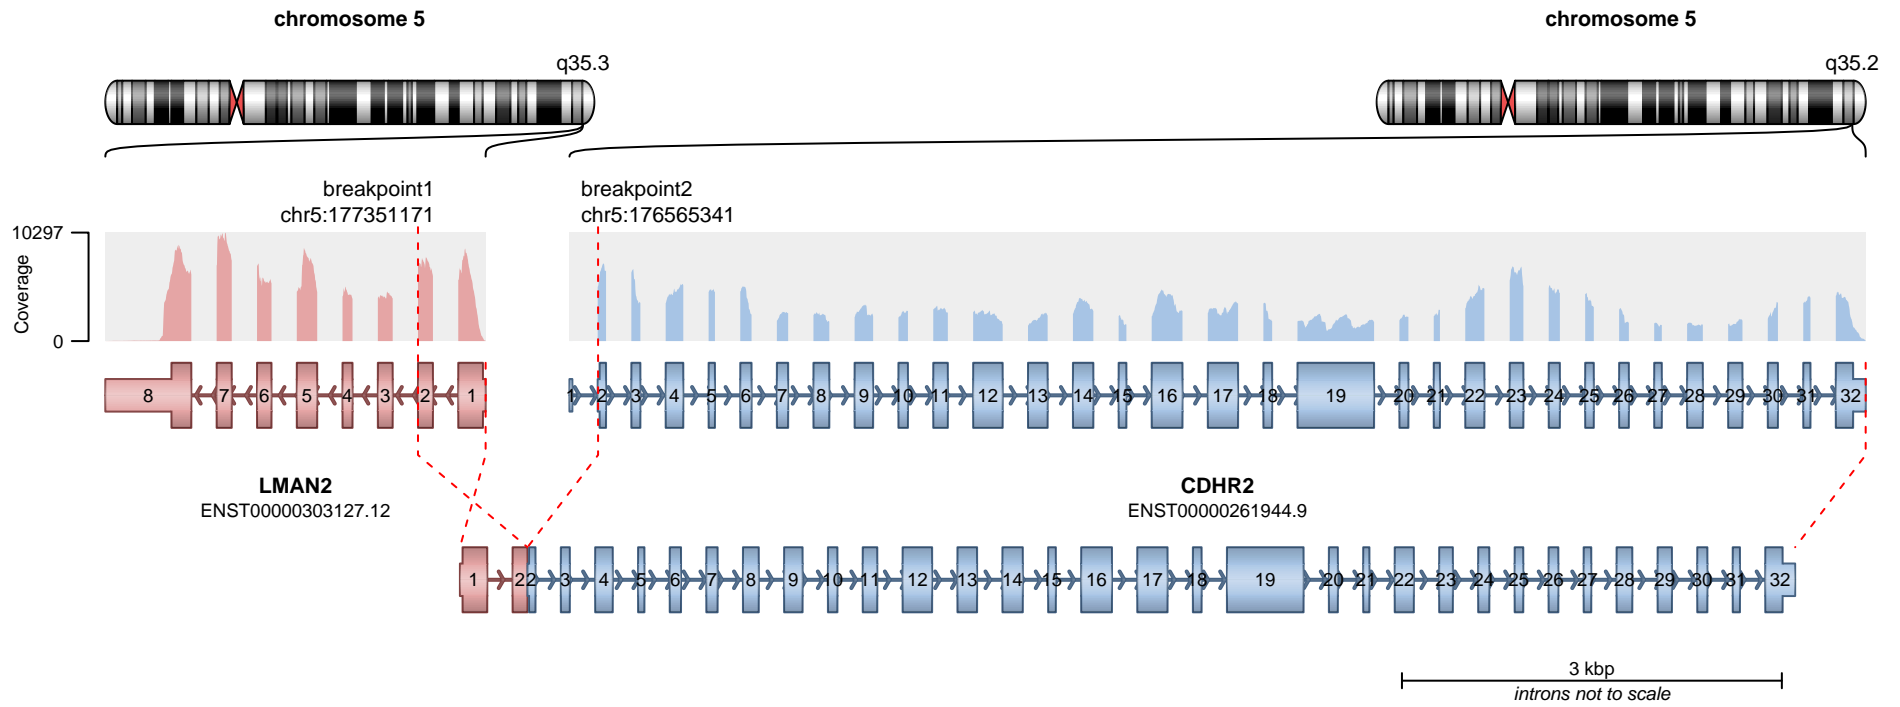 chromosome 5
chromosome 5
q35.3
q35.2
breakpoint1
chr5:177351171
breakpoint2
chr5:176565341
10297
Coverage
0
8 7 6 5 4 3 2 1
1 2 3 4 5 6 7 8 9 10 11 12 13 14 15 16 17 18 19 20 21 22 23 24 25 26 27 28 29 30 31 32
LMAN2
ENST00000303127.12
CDHR2
ENST00000261944.9
1 2 2 3 4 5 6 7 8 9 10 11 12 13 14 15 16 17 18 19 20 21 22 23 24 25 26 27 28 29 30 31 32
3 kbp
introns not to scale